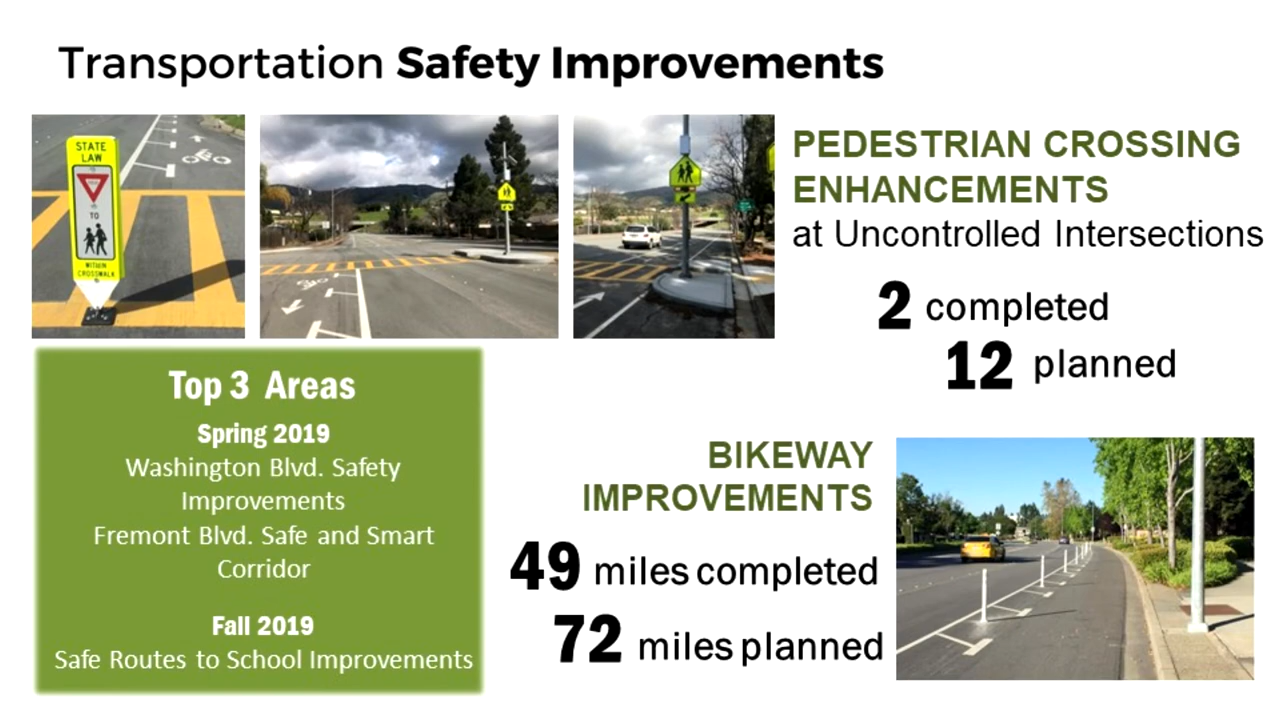 Transportation Safety Improvements
STATE
LAW
YIELD
TO
WITHIN
CROSSWALK
PEDESTRIAN CROSSING
ENHANCEMENTS
at Uncontrolled Intersections
2 completed
12 planned
Top 3 Areas
Spring 2019
Washington Blvd. Safety
Improvements
Fremont Blvd. Safe and Smart
Corridor
Fall 2019
Safe Routes to School Improvements
BIKEWAY
IMPROVEMENTS
49 miles completed
72 miles planned